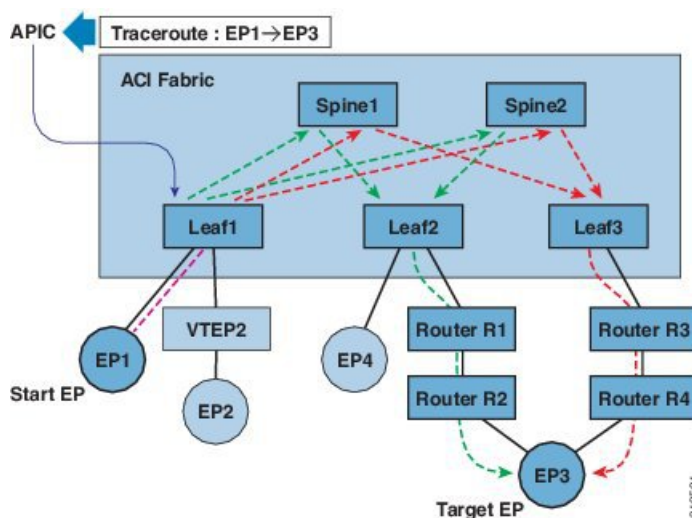 APIC
Traceroute : EP1→EP3
ACI Fabric
Spine1
Spine2
Leaf1
Leaf2
Leaf3
VTEP2
Router R1
Router R3
EP1
EP4
Start EP
EP2
Router R2
Router R4
EP3
Target EP